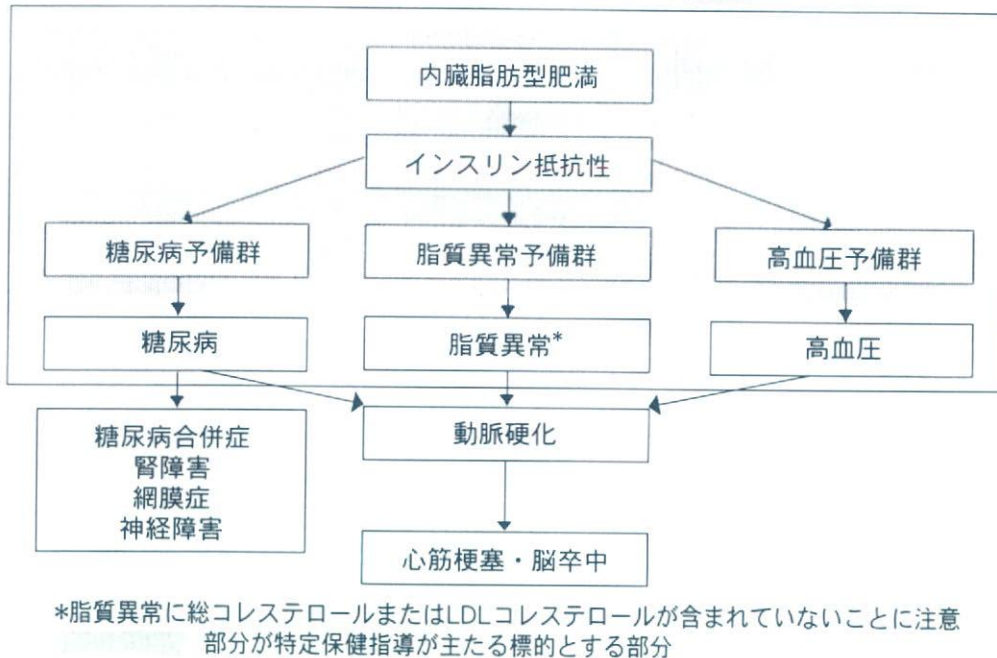 内臓脂肪型肥満
インスリン抵抗性
糖尿病予備群
脂質異常予備群
高血圧予備群
糖尿病
脂質異常*
高血圧
糖尿病合併症
腎障害
網膜症
神経障害
動脈硬化
心筋梗塞・脳卒中
*脂質異常に総コレステロールまたはLDLコレステロールが含まれていないことに注意
部分が特定保健指導が主たる標的とする部分